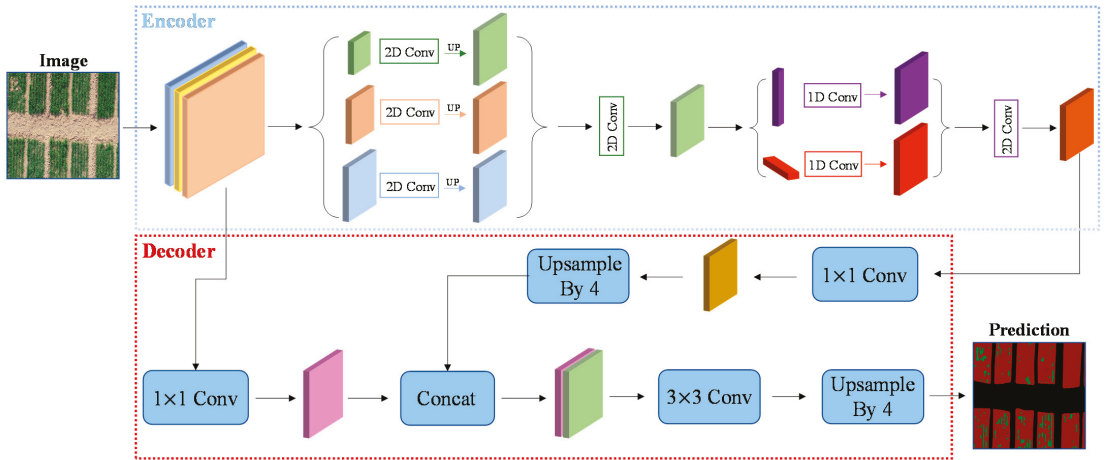 Encoder
Image
2D Conv
UP
2D Conv
UP
2D Conv
UP
2D Conv
1D Conv
1D Conv
2D Conv
Decoder
Upsample
By 4
1×1 Conv
Prediction
1×1 Conv
Concat
3×3 Conv
Upsample
By 4